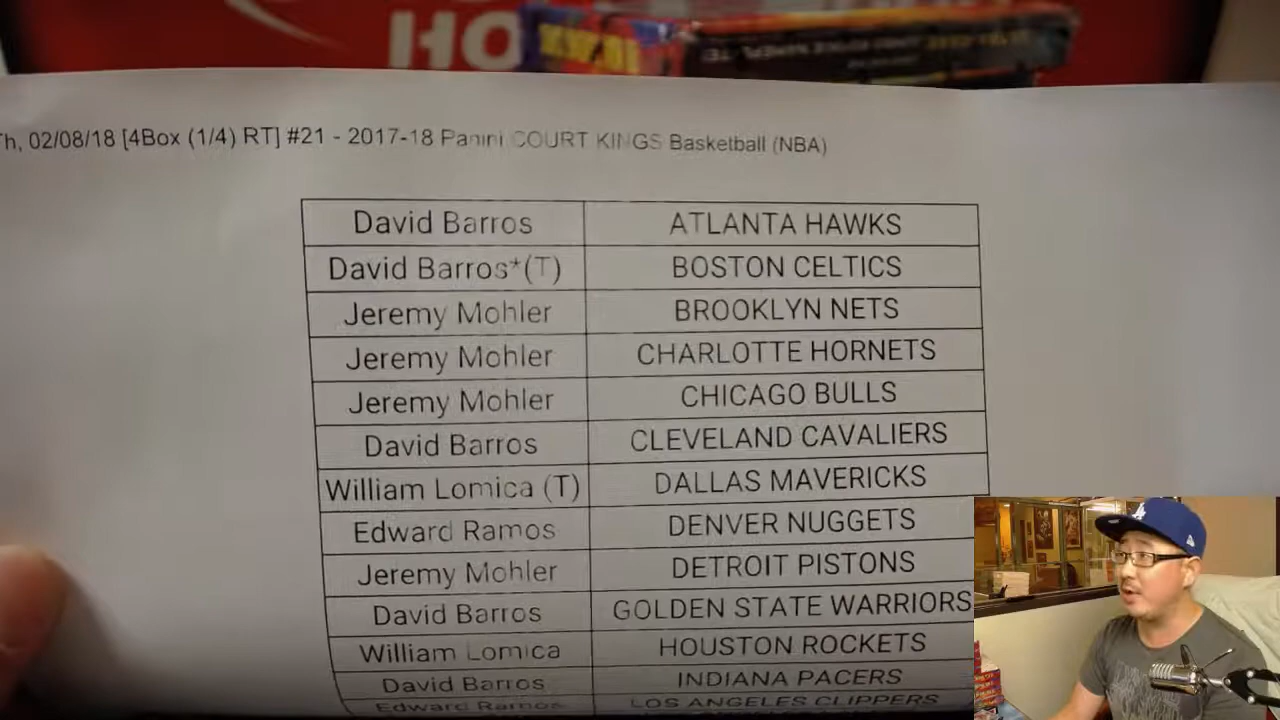 HO
Th, 02/08/18 [4Box (1/4) RT] #21 - 2017-18 Panini COURT KINGS Basketball (NBA)
David Barros ATLANTA HAWKS
David Barros*(T) BOSTON CELTICS
Jeremy Mohler BROOKLYN NETS
Jeremy Mohler CHARLOTTE HORNETS
Jeremy Mohler CHICAGO BULLS
David Barros CLEVELAND CAVALIERS
William Lomica (T) DALLAS MAVERICKS
Edward Ramos DENVER NUGGETS
Jeremy Mohler DETROIT PISTONS
David Barros GOLDEN STATE WARRIORS
William Lomica HOUSTON ROCKETS
David Barros INDIANA PACERS
Edward Ramos LOS ANGELES CLIPPERS